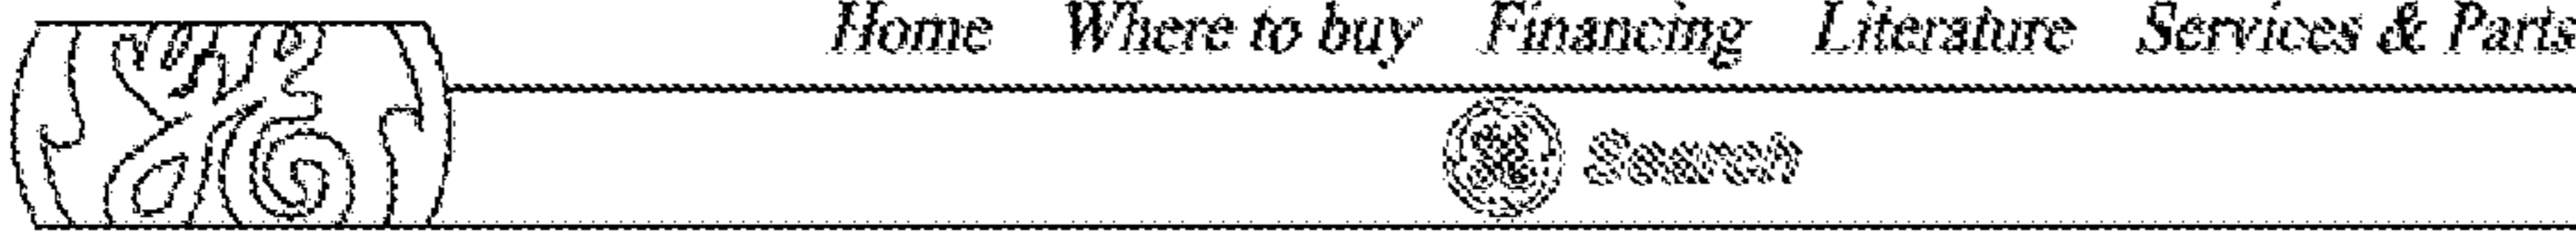 Home Where to buy Financing Literature Services & Parts
Search